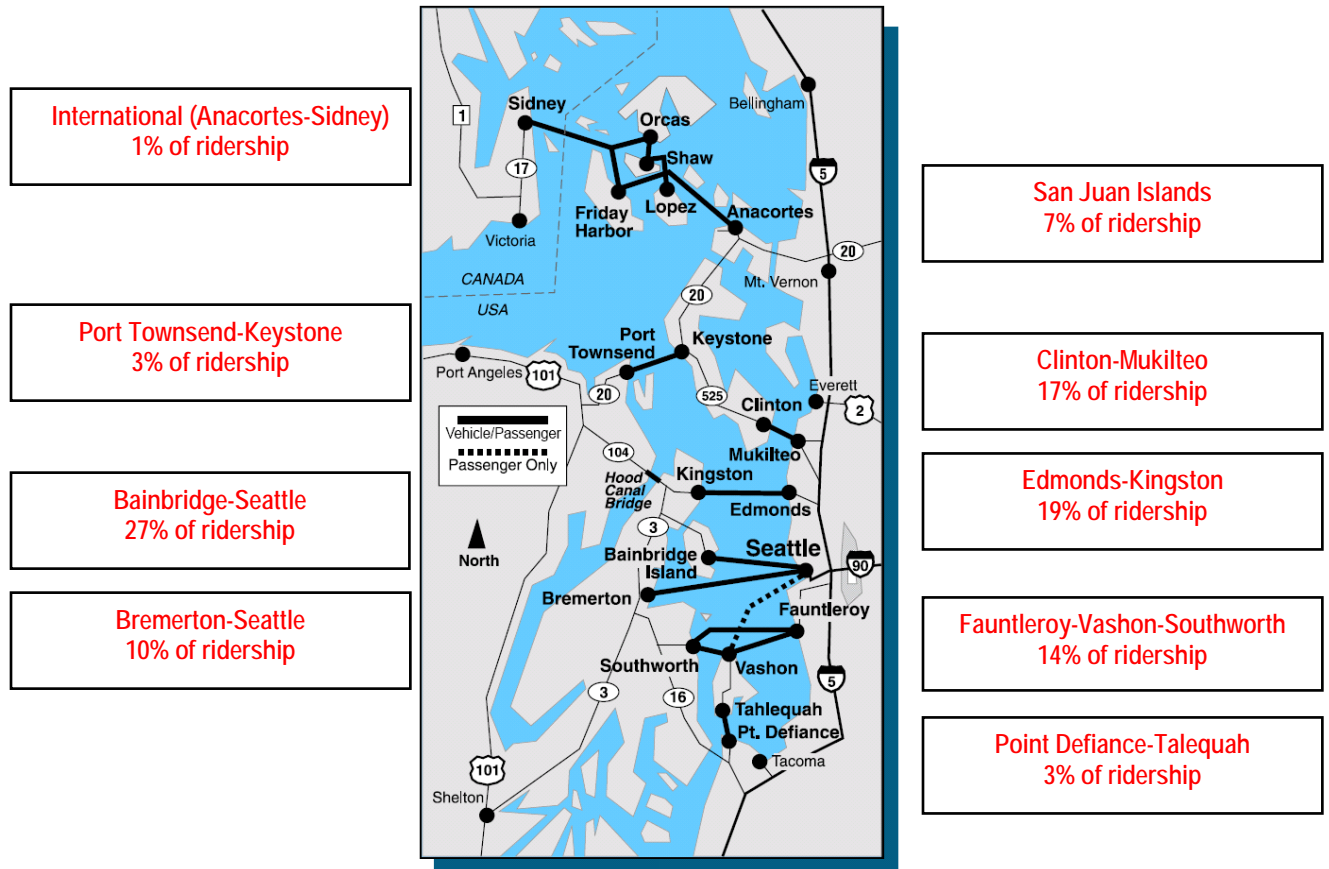 International (Anacortes-Sidney)
1% of ridership
Port Townsend-Keystone
3% of ridership
Bainbridge-Seattle
27% of ridership
Bremerton-Seattle
10% of ridership
Bellingham
Sidney
Orcas
1
Shaw
17
5
Friday
Harbor
Lopez
Anacortes
Victoria
20
CANADA
Mt. Vernon
USA
20
Port
Townsend
Keystone
Port Angeles
101
20
525
Everett
2
Clinton
Vehicle/Passenger
Passenger Only
Mukilteo
104
Hood
Canal
Bridge
Kingston
Edmonds
3
North
Bainbridge
Island
Seattle
90
Bremerton
Fauntleroy
Southworth
Vashon
5
3
16
Tahlequah
Pt. Defiance
Tacoma
101
Shelton
San Juan Islands
7% of ridership
Clinton-Mukilteo
17% of ridership
Edmonds-Kingston
19% of ridership
Fauntleroy-Vashon-Southworth
14% of ridership
Point Defiance-Talequah
3% of ridership